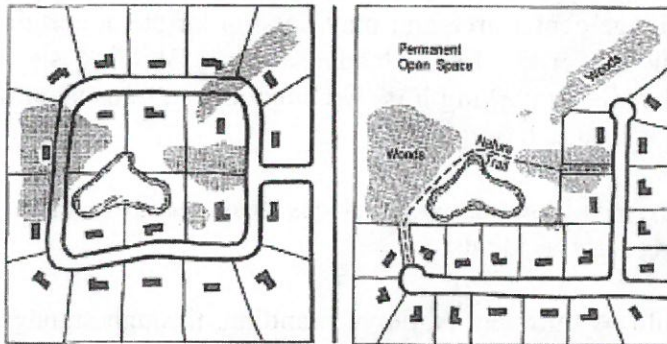 Permanent
Open Space
Woods
Woods
Nature
Trail